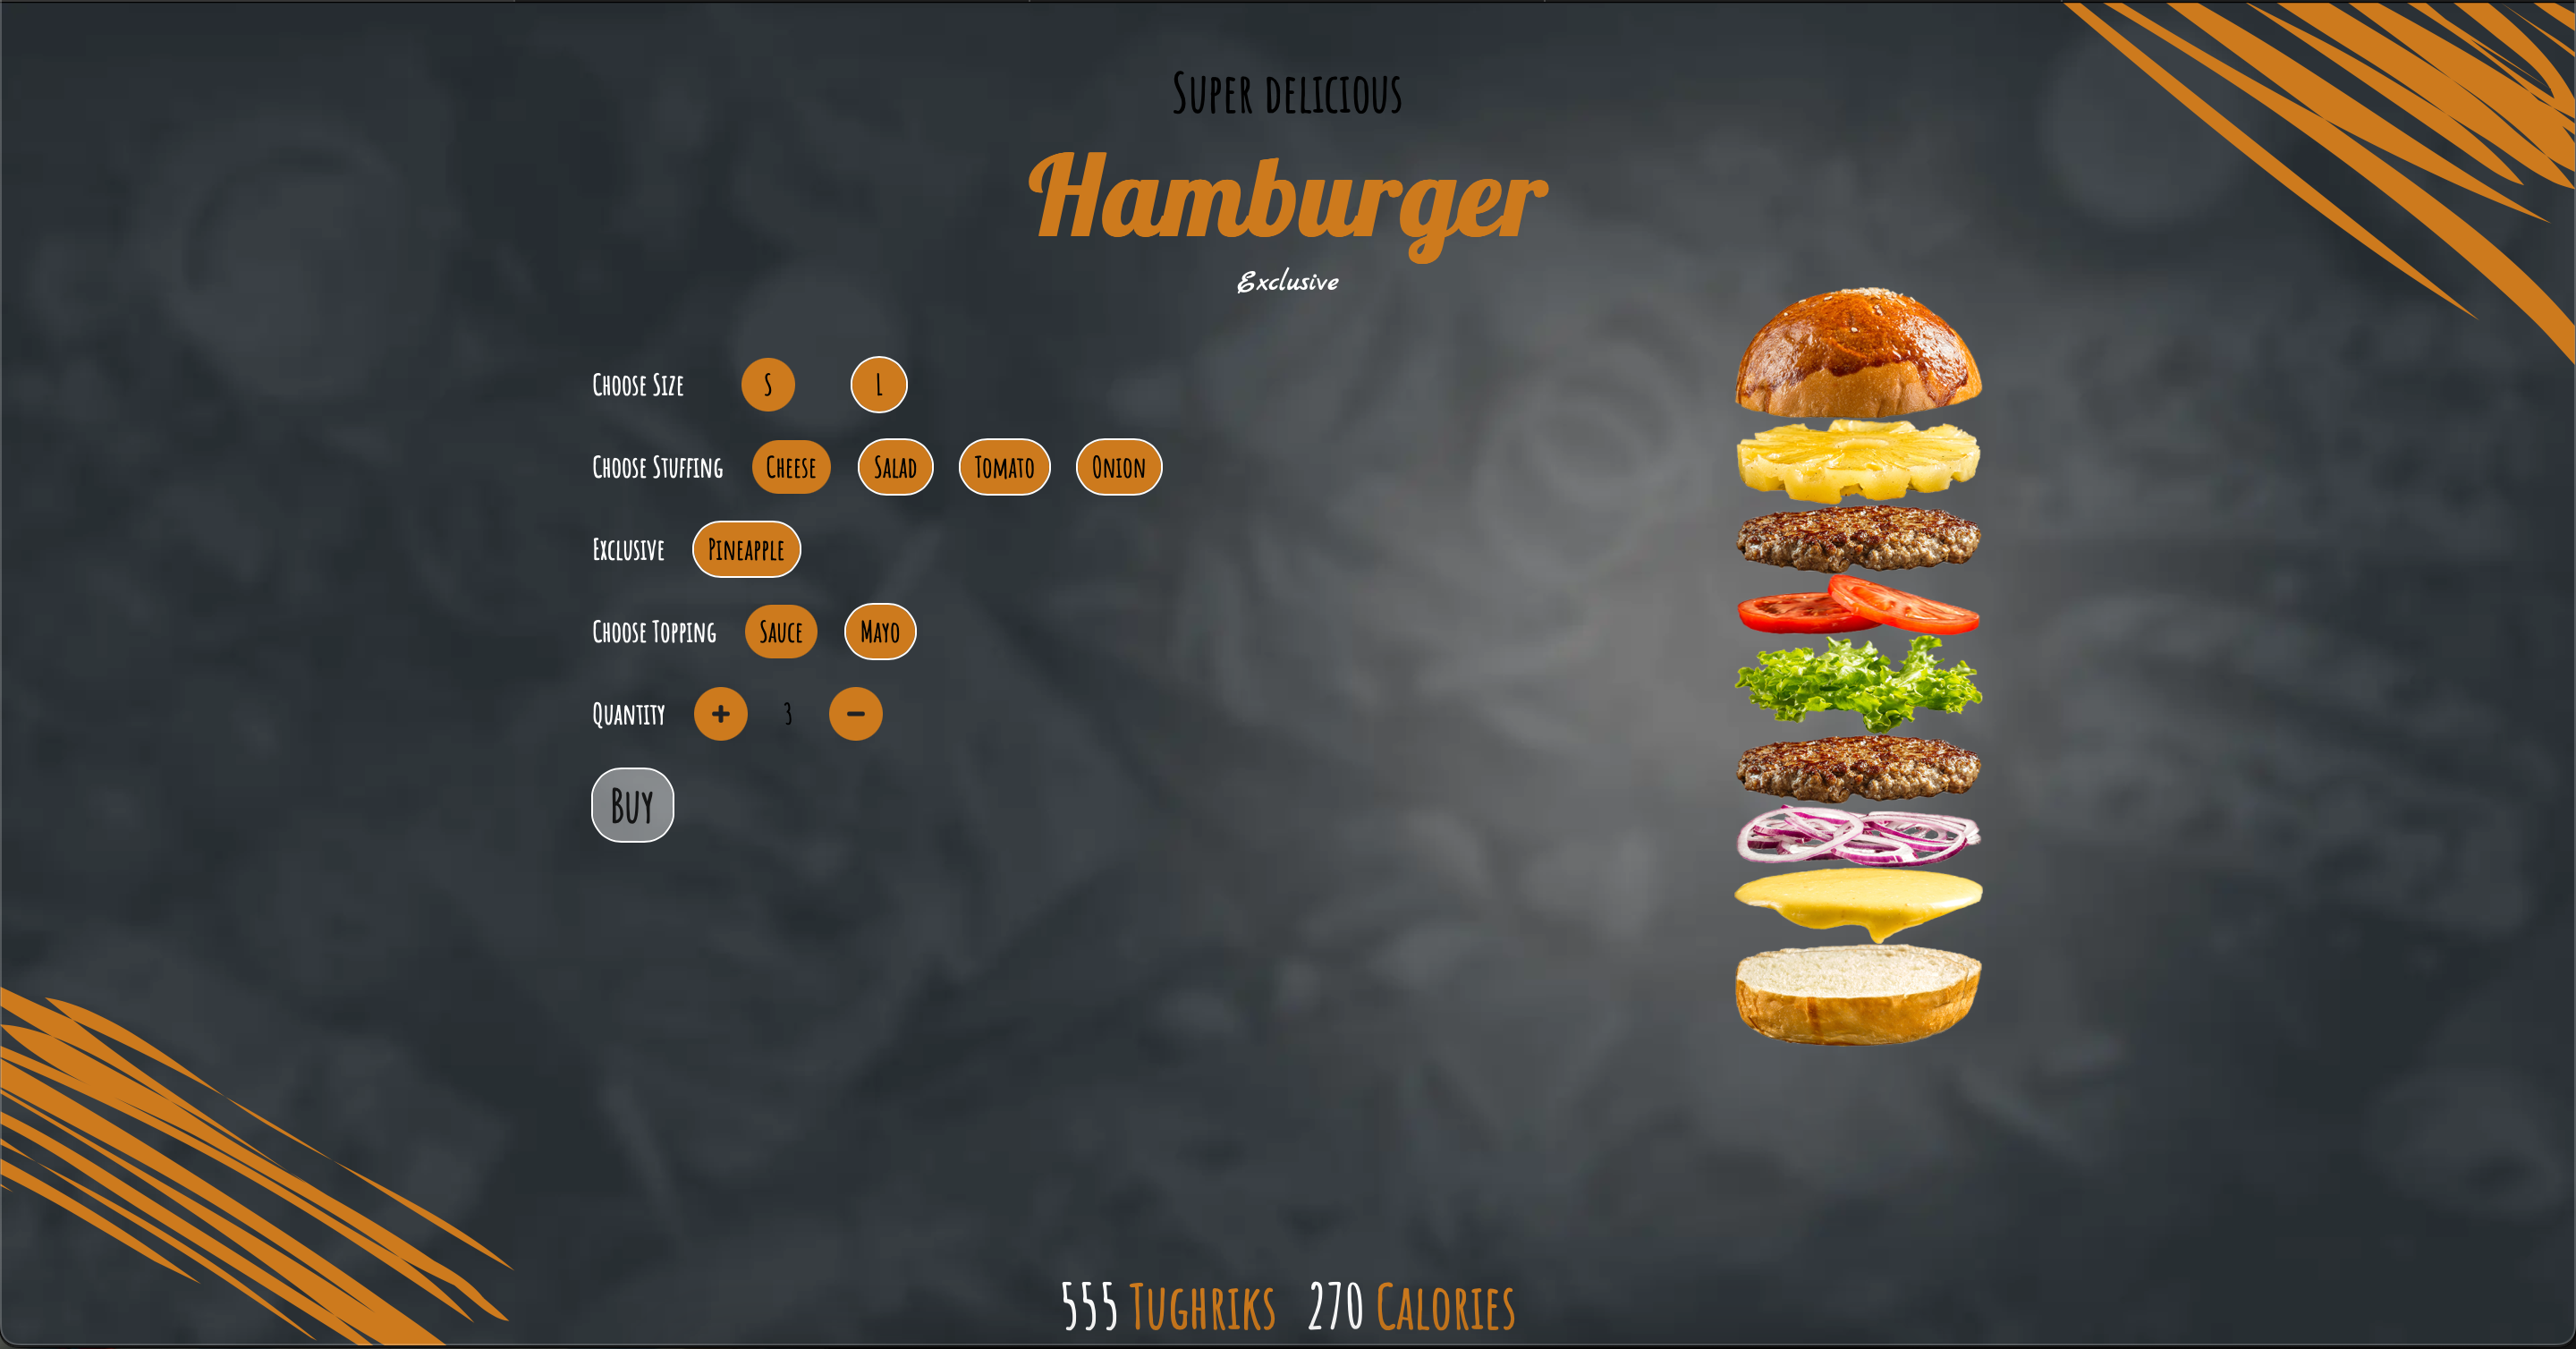 Super delicious
Hamburger
Exclusive
Choose Size S L
Choose Stuffing Cheese Salad Tomato Onion
Exclusive Pineapple
Choose Topping Sauce Mayo
Quantity + 3 −
Buy
555 Tughriks 270 Calories